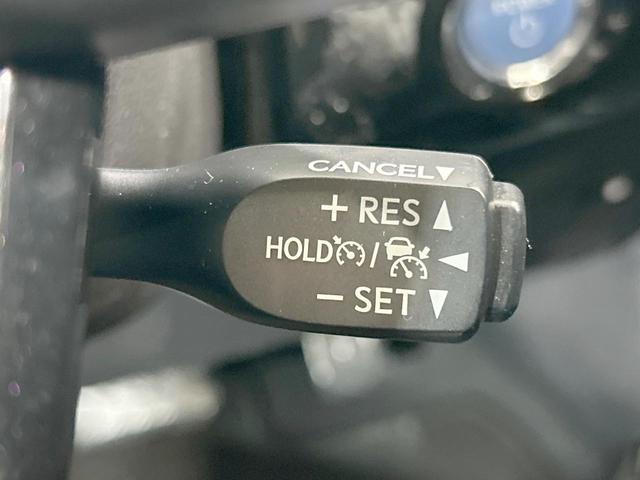 CANCEL▼
+ RES ▲
HOLD / ◀
− SET ▼